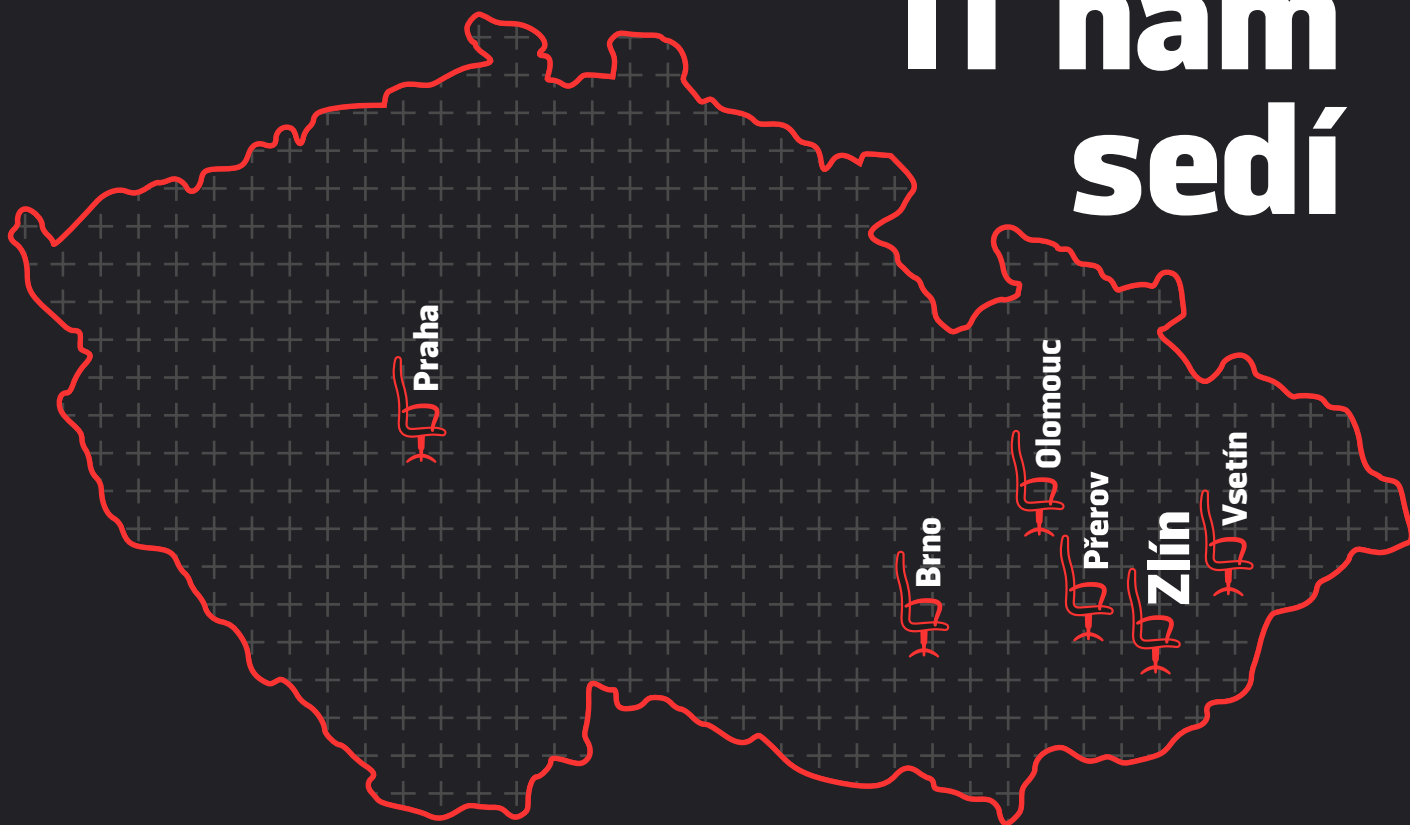 IT nám
sedí
Praha
Olomouc
Vsetín
Přerov
Brno
Zlín